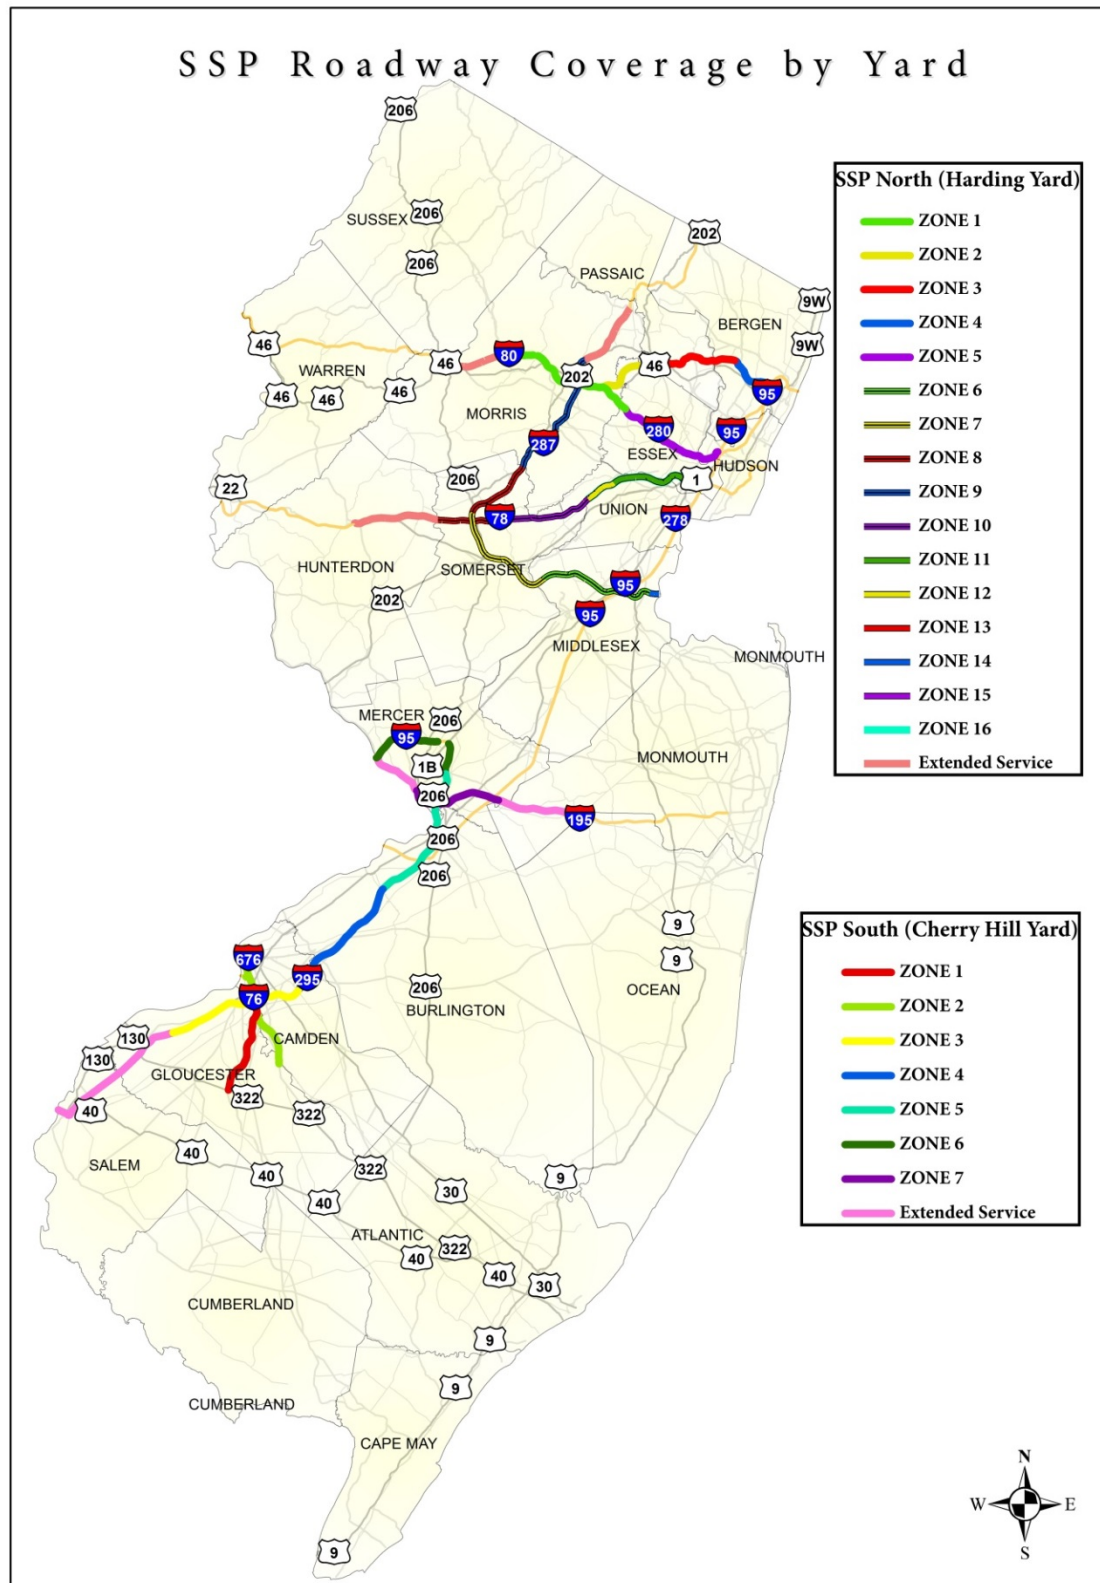 SSP Roadway Coverage by Yard
206
SUSSEX
206
206
202
PASSAIC
9W
BERGEN
9W
46
80
46
46
WARREN
46
202
46
46
46
MORRIS
95
280
95
287
ESSEX
HUDSON
22
206
1
78
UNION
278
HUNTERDON
SOMERSET
95
202
95
MIDDLESEX
MONMOUTH
MERCER
206
95
1B
MONMOUTH
206
195
206
206
9
676
9
295
76
206
OCEAN
BURLINGTON
130
CAMDEN
130
GLOUCESTER
322
40
322
SALEM
40
322
40
9
40
30
ATLANTIC
322
40
40
30
CUMBERLAND
9
9
CUMBERLAND
CAPE MAY
9
SSP North (Harding Yard)
ZONE 1
ZONE 2
ZONE 3
ZONE 4
ZONE 5
ZONE 6
ZONE 7
ZONE 8
ZONE 9
ZONE 10
ZONE 11
ZONE 12
ZONE 13
ZONE 14
ZONE 15
ZONE 16
Extended Service
SSP South (Cherry Hill Yard)
ZONE 1
ZONE 2
ZONE 3
ZONE 4
ZONE 5
ZONE 6
ZONE 7
Extended Service
N
W E
S